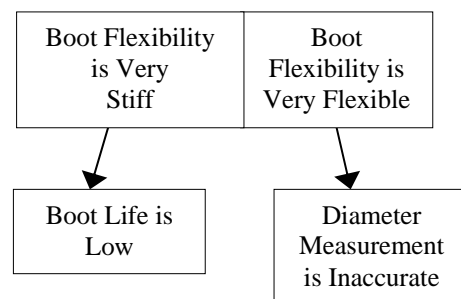 Boot Flexibility
is Very
Stiff
Boot
Flexibility is
Very Flexible
Boot Life is
Low
Diameter
Measurement
is Inaccurate